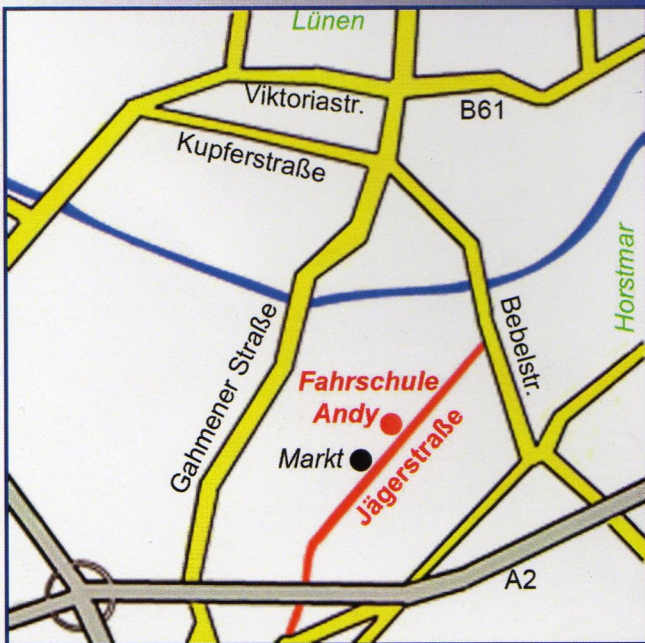 Lünen
Viktoriastr.
B61
Kupferstraße
Horstmar
Gahmener Straße
Bebelstr.
Fahrschule
Andy
Markt
Jägerstraße
A2